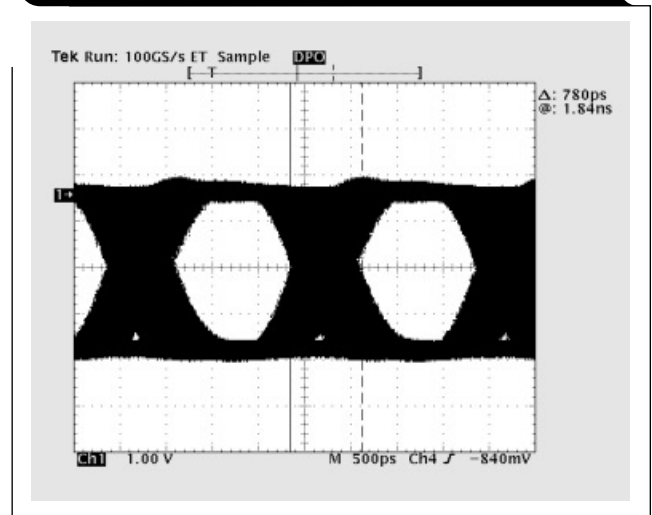 Tek Run: 100GS/s ET Sample DPO
[ T ]
Δ: 780ps
@: 1.84ns
1→
Ch1 1.00 V M 500ps Ch4 ƒ −840mV